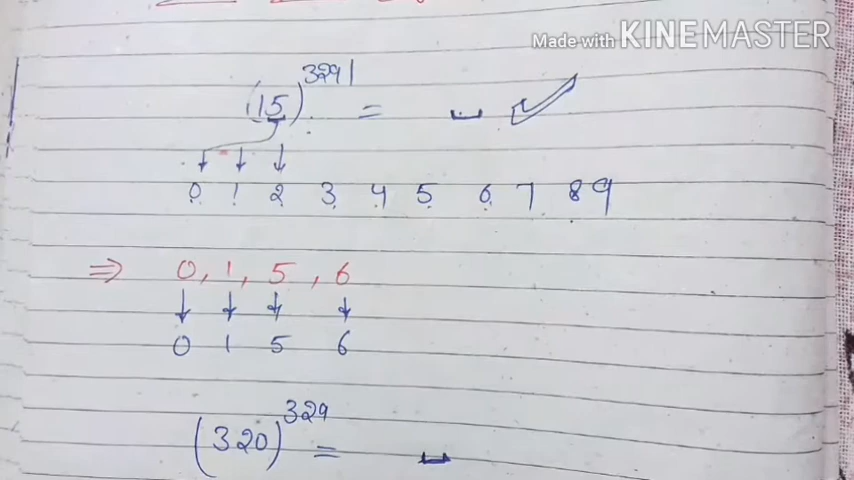 Made with KINEMASTER
(15)^3291 = ⎵
0 1 2 3 4 5 6 7 8 9
⇒ 0, 1, 5, 6
0 1 5 6
(320)^329 = ⎵